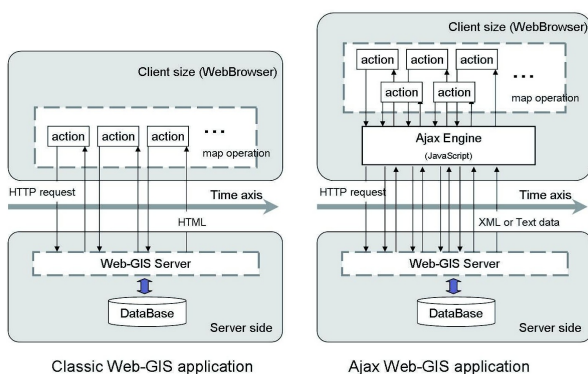 Client size (WebBrowser)
action
action
action
...
map operation
HTTP request
Time axis
HTML
Web-GIS Server
DataBase
Server side
Classic Web-GIS application
Client size (WebBrowser)
action
action
action
...
action
action
map operation
Ajax Engine
(JavaScript)
HTTP request
Time axis
XML or Text data
Web-GIS Server
DataBase
Server side
Ajax Web-GIS application